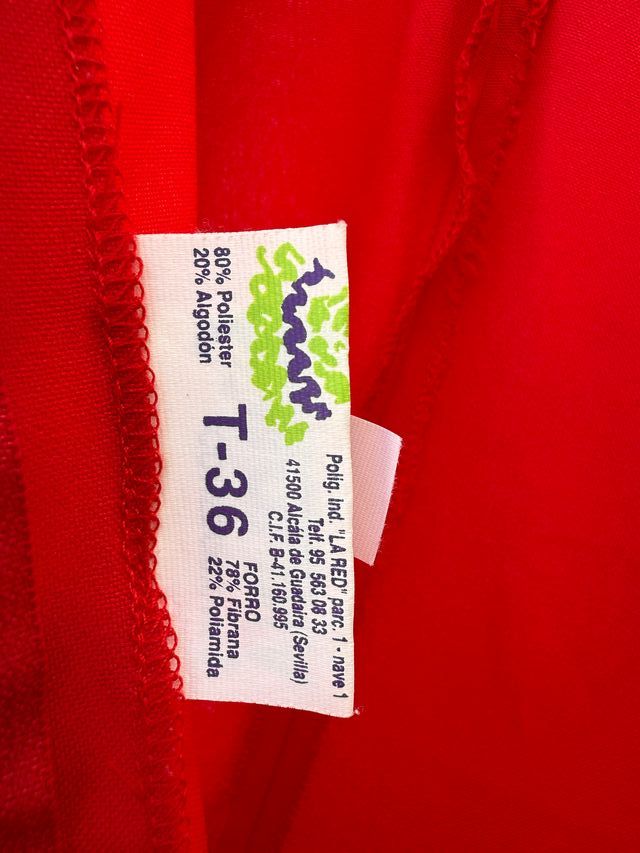 Polig. Ind. "LA RED" parc. 1 - nave 1
Telf. 95 563 08 33
41500 Alcála de Guadaira (Sevilla)
C.I.F. B-41.160.995
80% Poliester
20% Algodón
T-36
FORRO
78% Fibrana
22% Poliamida